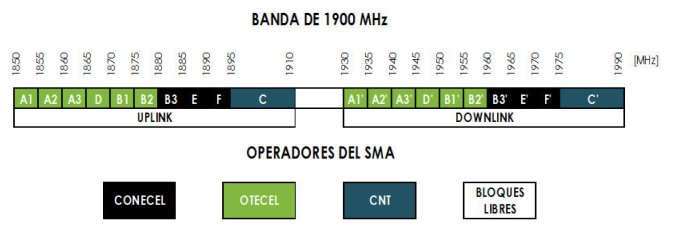 BANDA DE 1900 MHz
1850 1855 1860 1865 1870 1875 1880 1885 1890 1895 1910 1930 1935 1940 1945 1950 1955 1960 1965 1970 1975 1990 [MHz]
A1 A2 A3 D B1 B2 B3 E F C A1' A2' A3' D' B1' B2' B3' E' F' C'
UPLINK DOWNLINK
OPERADORES DEL SMA
CONECEL OTECEL CNT BLOQUES
LIBRES